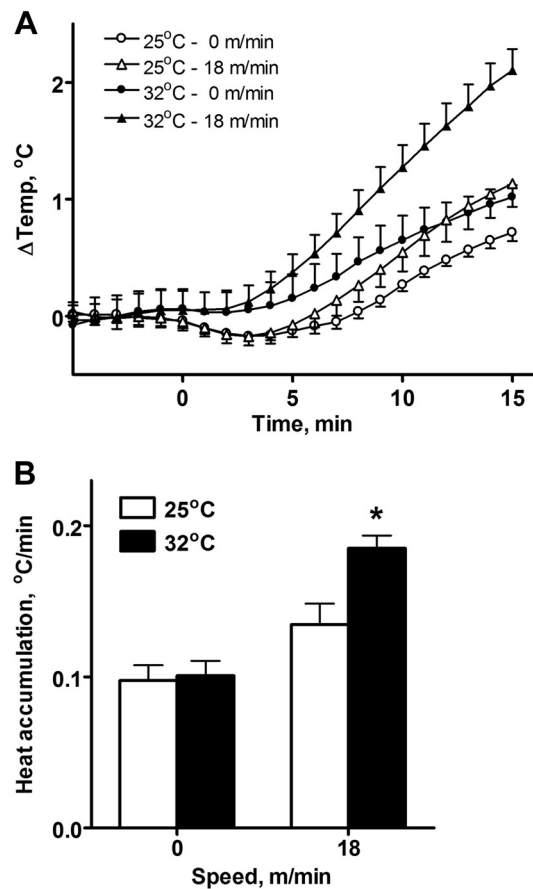 A
25°C - 0 m/min
25°C - 18 m/min
32°C - 0 m/min
32°C - 18 m/min
ΔTemp, °C
2
1
0
0
5
10
15
Time, min
B
25°C
32°C
*
Heat accumulation, °C/min
0.2
0.1
0.0
0
18
Speed, m/min